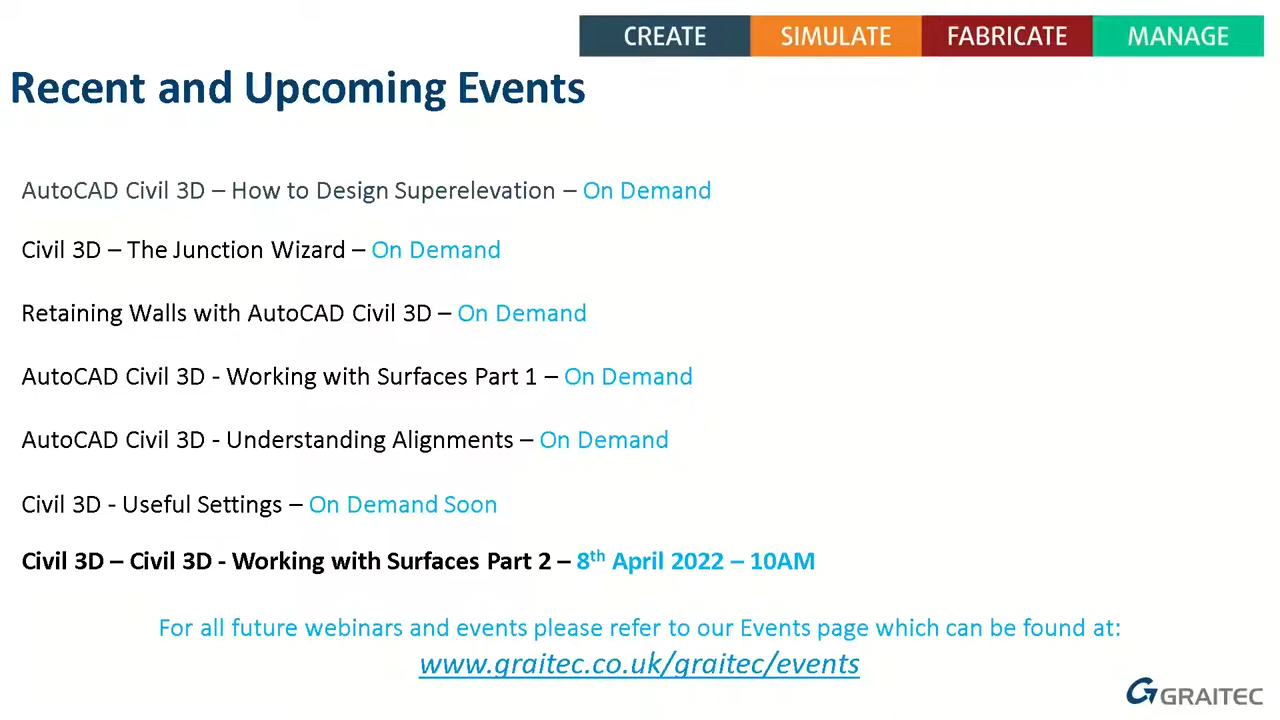 CREATE SIMULATE FABRICATE MANAGE
Recent and Upcoming Events
AutoCAD Civil 3D – How to Design Superelevation – On Demand
Civil 3D – The Junction Wizard – On Demand
Retaining Walls with AutoCAD Civil 3D – On Demand
AutoCAD Civil 3D - Working with Surfaces Part 1 – On Demand
AutoCAD Civil 3D - Understanding Alignments – On Demand
Civil 3D - Useful Settings – On Demand Soon
Civil 3D – Civil 3D - Working with Surfaces Part 2 – 8th April 2022 – 10AM
For all future webinars and events please refer to our Events page which can be found at:
www.graitec.co.uk/graitec/events
GRAITEC